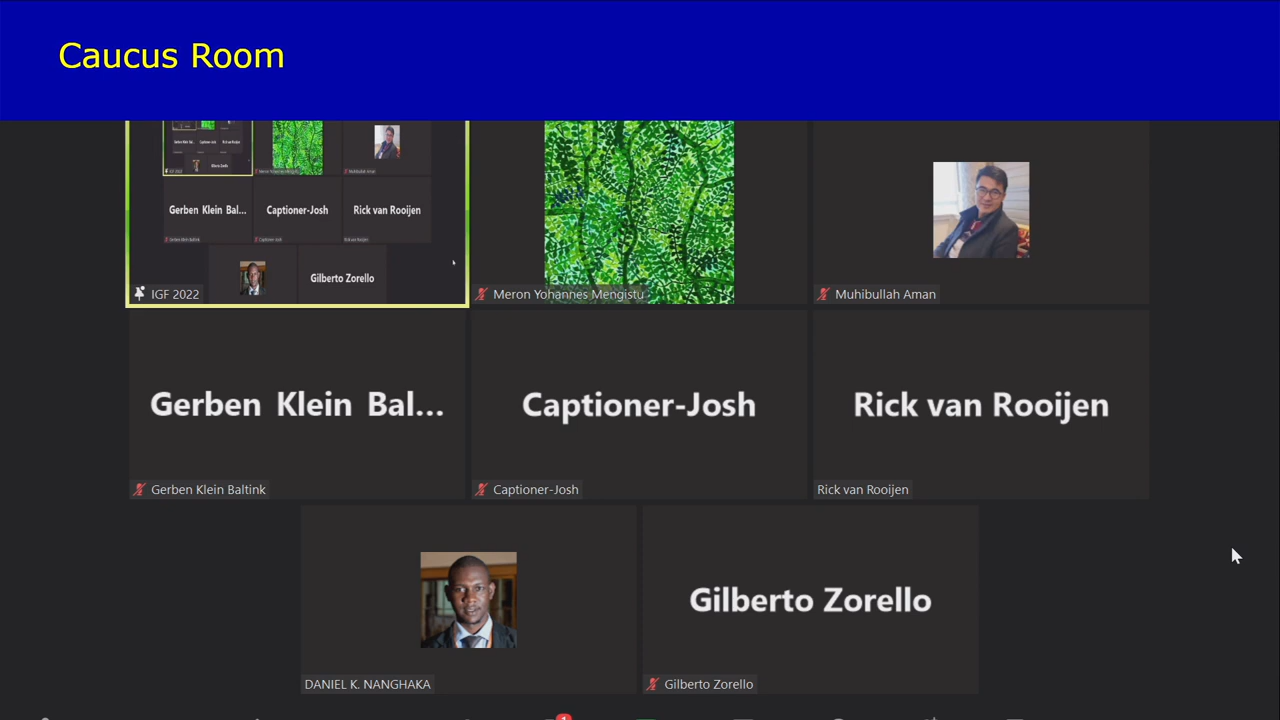 Caucus Room
Gerben Klein Bal...
Captioner-Josh
Rick van Rooijen
Gilberto Zorello
IGF 2022
Meron Yohannes Mengistu
Muhibullah Aman
Gerben Klein Bal...
Captioner-Josh
Rick van Rooijen
Gerben Klein Baltink
Captioner-Josh
Rick van Rooijen
Gilberto Zorello
DANIEL K. NANGHAKA
Gilberto Zorello
1